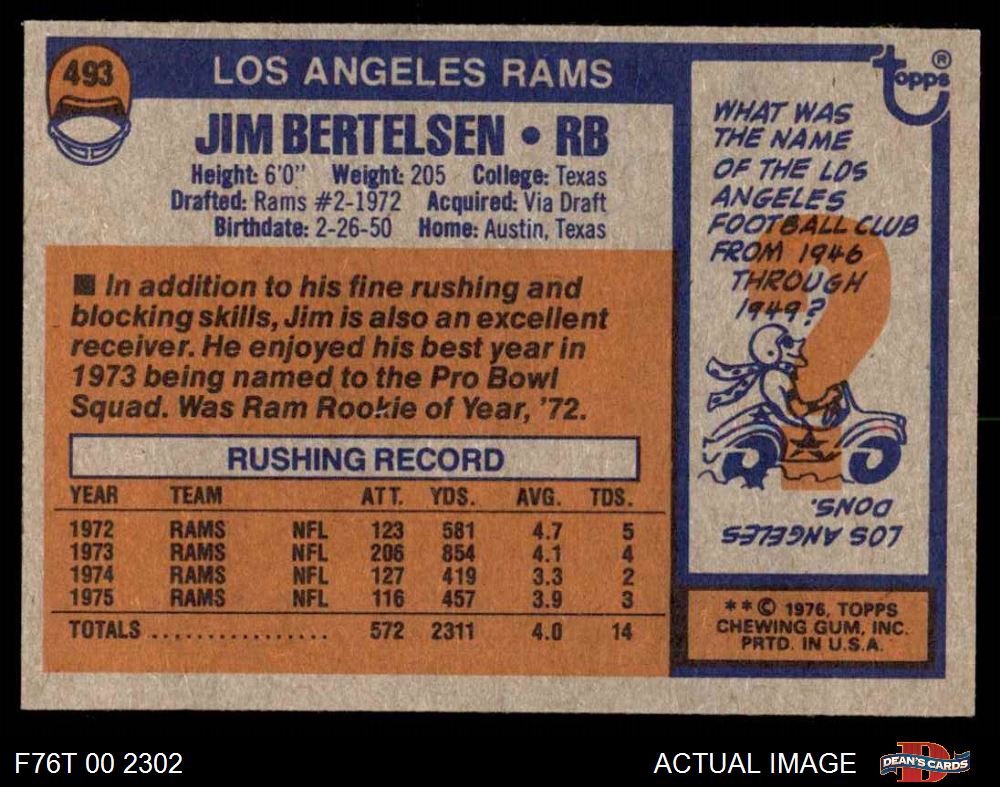 493
LOS ANGELES RAMS
JIM BERTELSEN • RB
Height: 6'0" Weight: 205 College: Texas
Drafted: Rams #2-1972 Acquired: Via Draft
Birthdate: 2-26-50 Home: Austin, Texas
■ In addition to his fine rushing and
blocking skills, Jim is also an excellent
receiver. He enjoyed his best year in
1973 being named to the Pro Bowl
Squad. Was Ram Rookie of Year, '72.
RUSHING RECORD
YEAR TEAM ATT. YDS. AVG. TDS.
1972 RAMS NFL 123 581 4.7 5
1973 RAMS NFL 206 854 4.1 4
1974 RAMS NFL 127 419 3.3 2
1975 RAMS NFL 116 457 3.9 3
TOTALS ................ 572 2311 4.0 14
topps ®
WHAT WAS
THE NAME
OF THE LOS
ANGELES
FOOTBALL CLUB
FROM 1946
THROUGH
1949?
LOS ANGELES
DONS.
** © 1976, TOPPS
CHEWING GUM, INC.
PRTD. IN U.S.A.
F76T 00 2302
ACTUAL IMAGE
DEAN'S CARDS